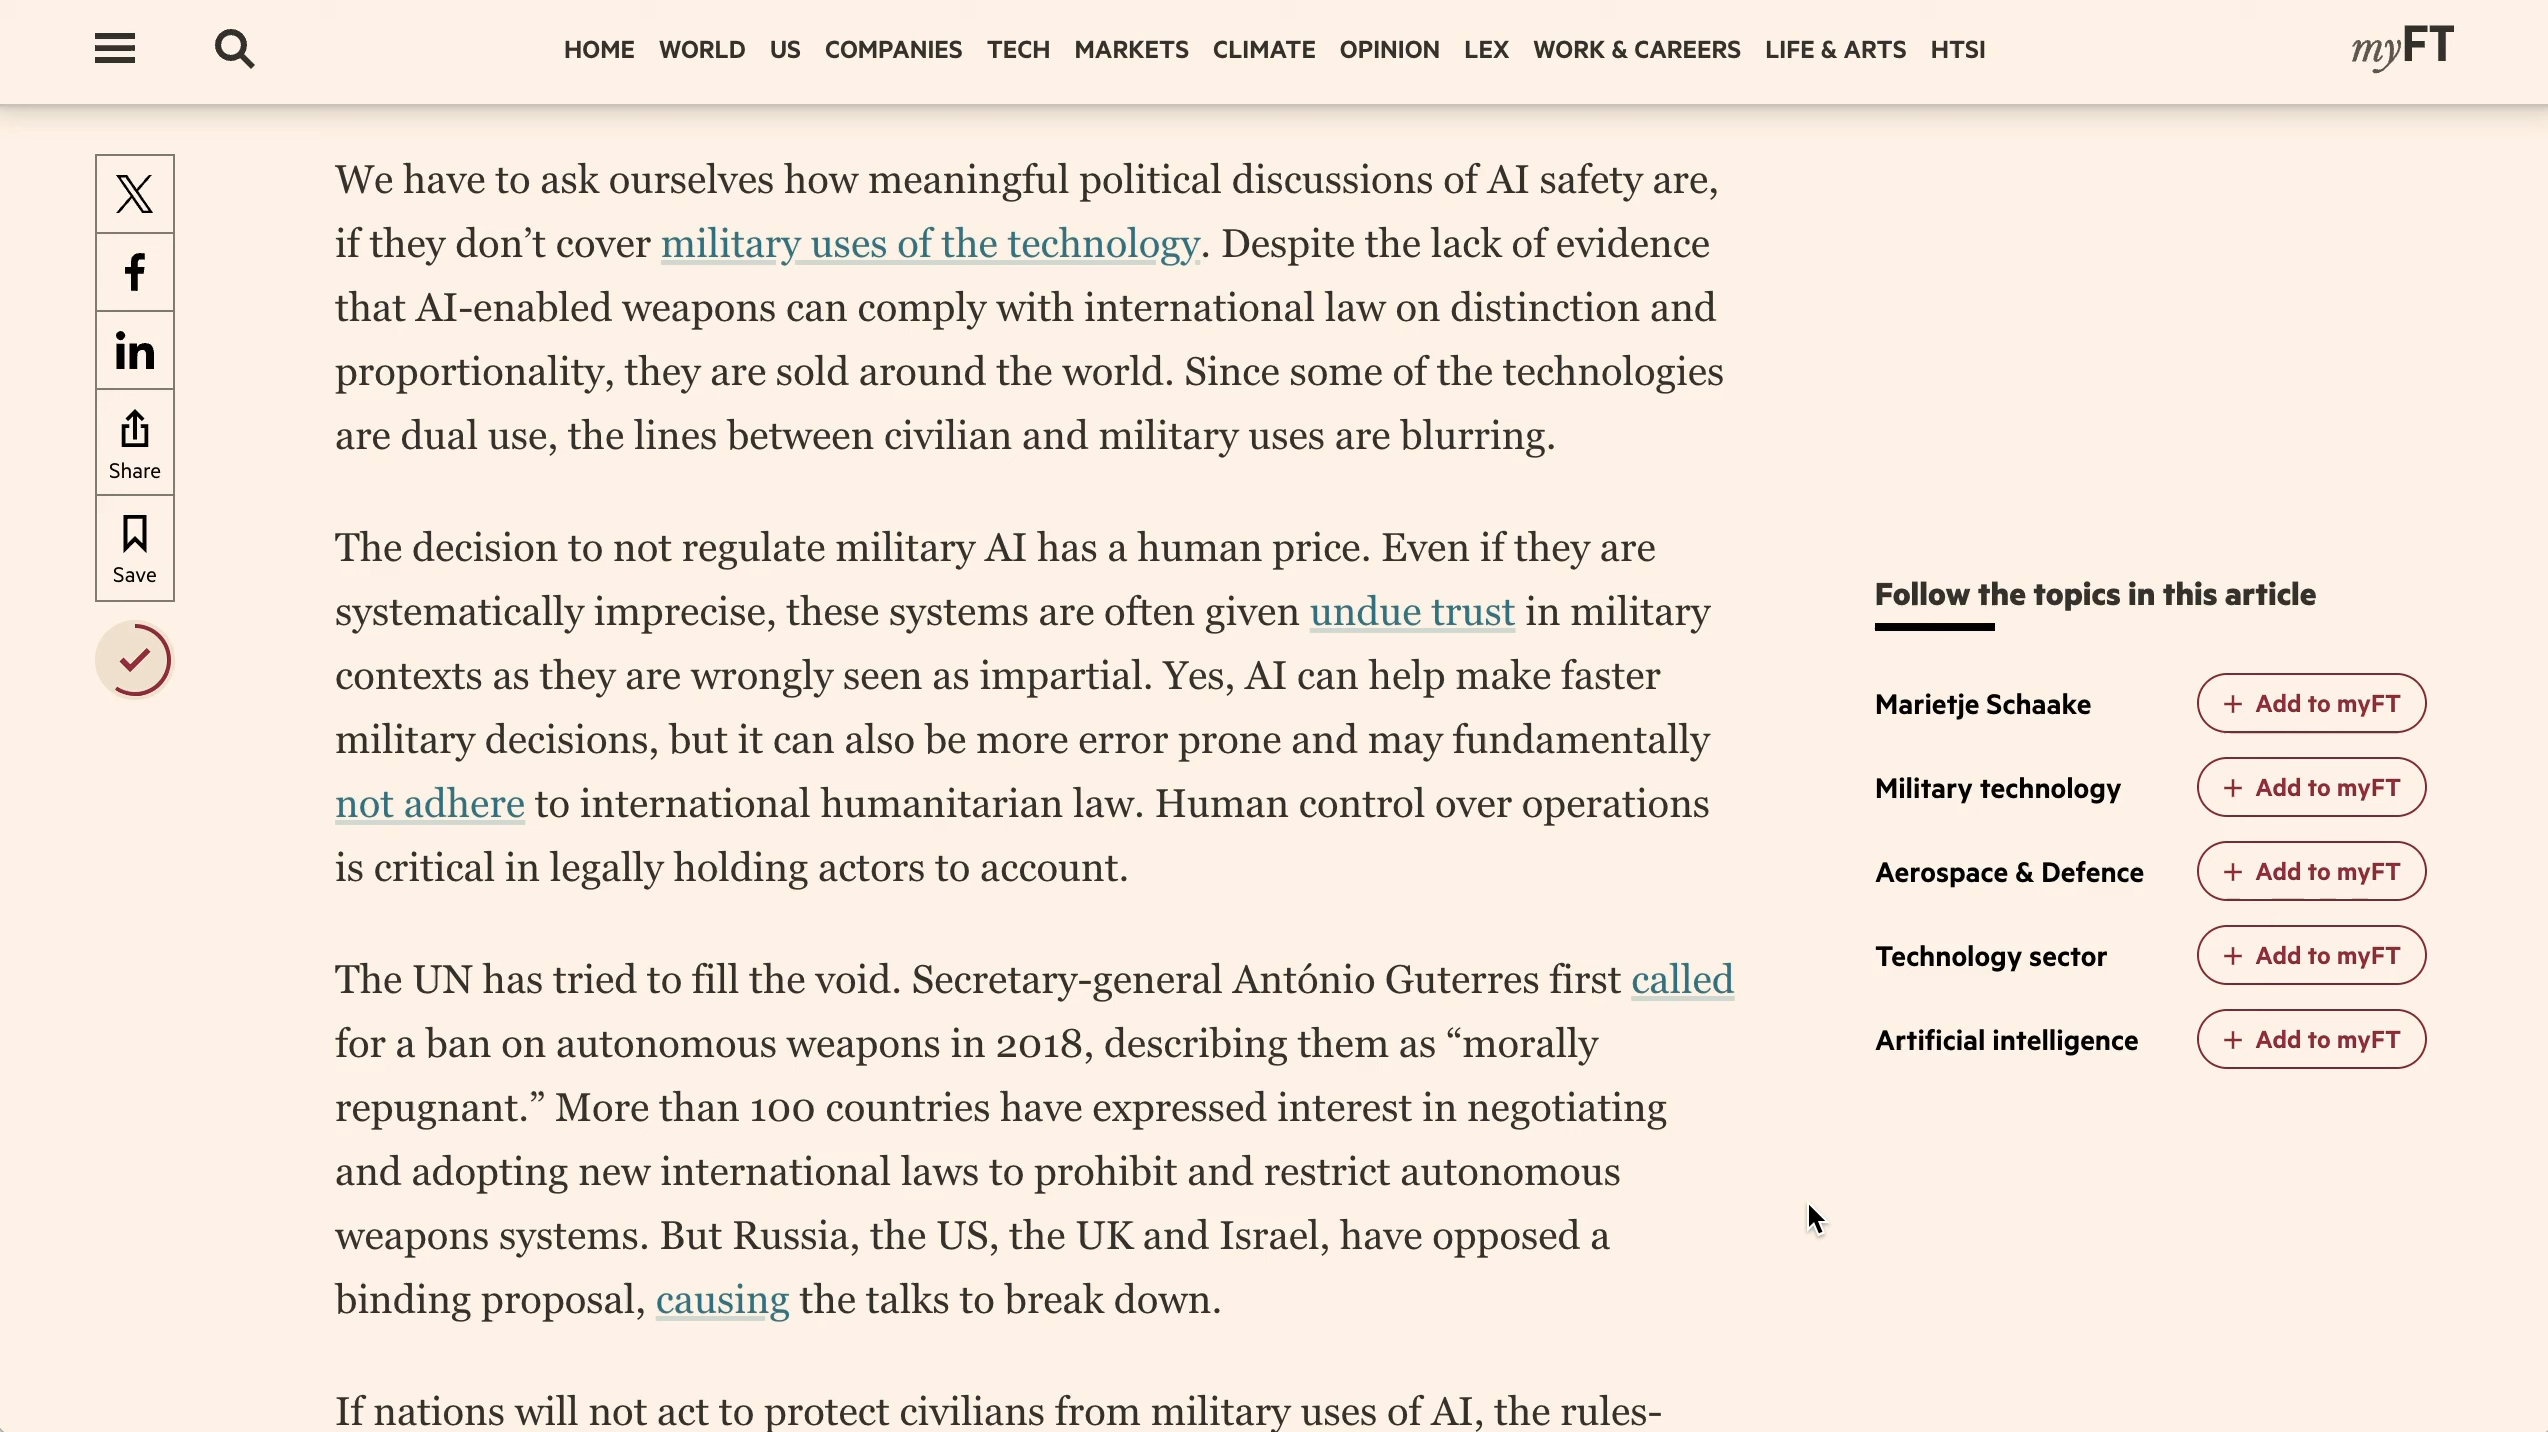 HOME WORLD US COMPANIES TECH MARKETS CLIMATE OPINION LEX WORK & CAREERS LIFE & ARTS HTSI
myFT
Share
Save
We have to ask ourselves how meaningful political discussions of AI safety are,
if they don’t cover military uses of the technology. Despite the lack of evidence
that AI-enabled weapons can comply with international law on distinction and
proportionality, they are sold around the world. Since some of the technologies
are dual use, the lines between civilian and military uses are blurring.
The decision to not regulate military AI has a human price. Even if they are
systematically imprecise, these systems are often given undue trust in military
contexts as they are wrongly seen as impartial. Yes, AI can help make faster
military decisions, but it can also be more error prone and may fundamentally
not adhere to international humanitarian law. Human control over operations
is critical in legally holding actors to account.
The UN has tried to fill the void. Secretary-general António Guterres first called
for a ban on autonomous weapons in 2018, describing them as “morally
repugnant.” More than 100 countries have expressed interest in negotiating
and adopting new international laws to prohibit and restrict autonomous
weapons systems. But Russia, the US, the UK and Israel, have opposed a
binding proposal, causing the talks to break down.
If nations will not act to protect civilians from military uses of AI, the rules-
Follow the topics in this article
Marietje Schaake + Add to myFT
Military technology + Add to myFT
Aerospace & Defence + Add to myFT
Technology sector + Add to myFT
Artificial intelligence + Add to myFT